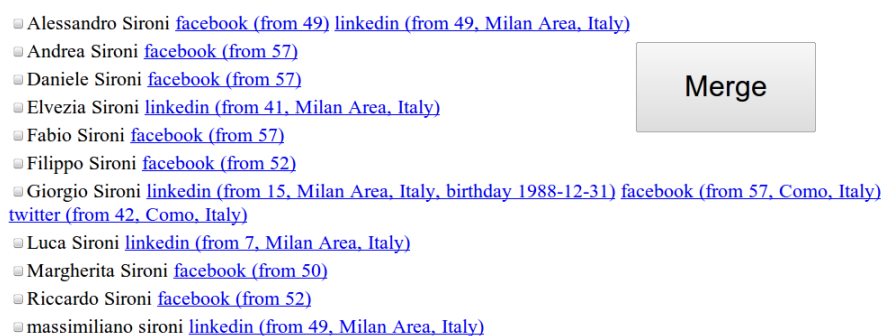 Alessandro Sironi facebook (from 49) linkedin (from 49, Milan Area, Italy)
Andrea Sironi facebook (from 57)
Daniele Sironi facebook (from 57)
Merge
Elvezia Sironi linkedin (from 41, Milan Area, Italy)
Fabio Sironi facebook (from 57)
Filippo Sironi facebook (from 52)
Giorgio Sironi linkedin (from 15, Milan Area, Italy, birthday 1988-12-31) facebook (from 57, Como, Italy)
twitter (from 42, Como, Italy)
Luca Sironi linkedin (from 7, Milan Area, Italy)
Margherita Sironi facebook (from 50)
Riccardo Sironi facebook (from 52)
massimiliano sironi linkedin (from 49, Milan Area, Italy)